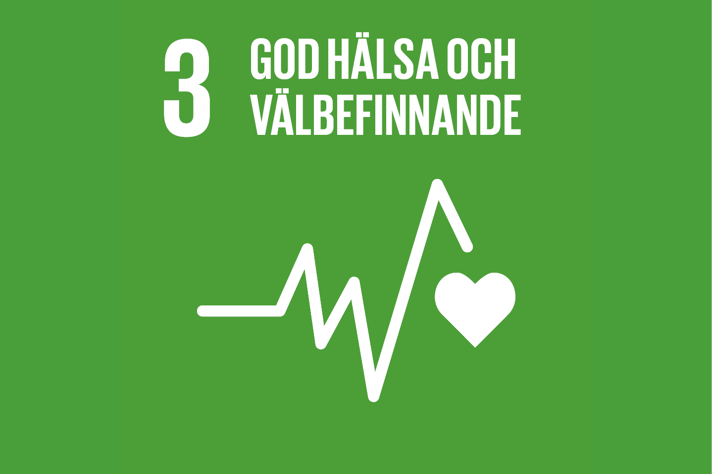 3 GOD HÄLSA OCH
VÄLBEFINNANDE